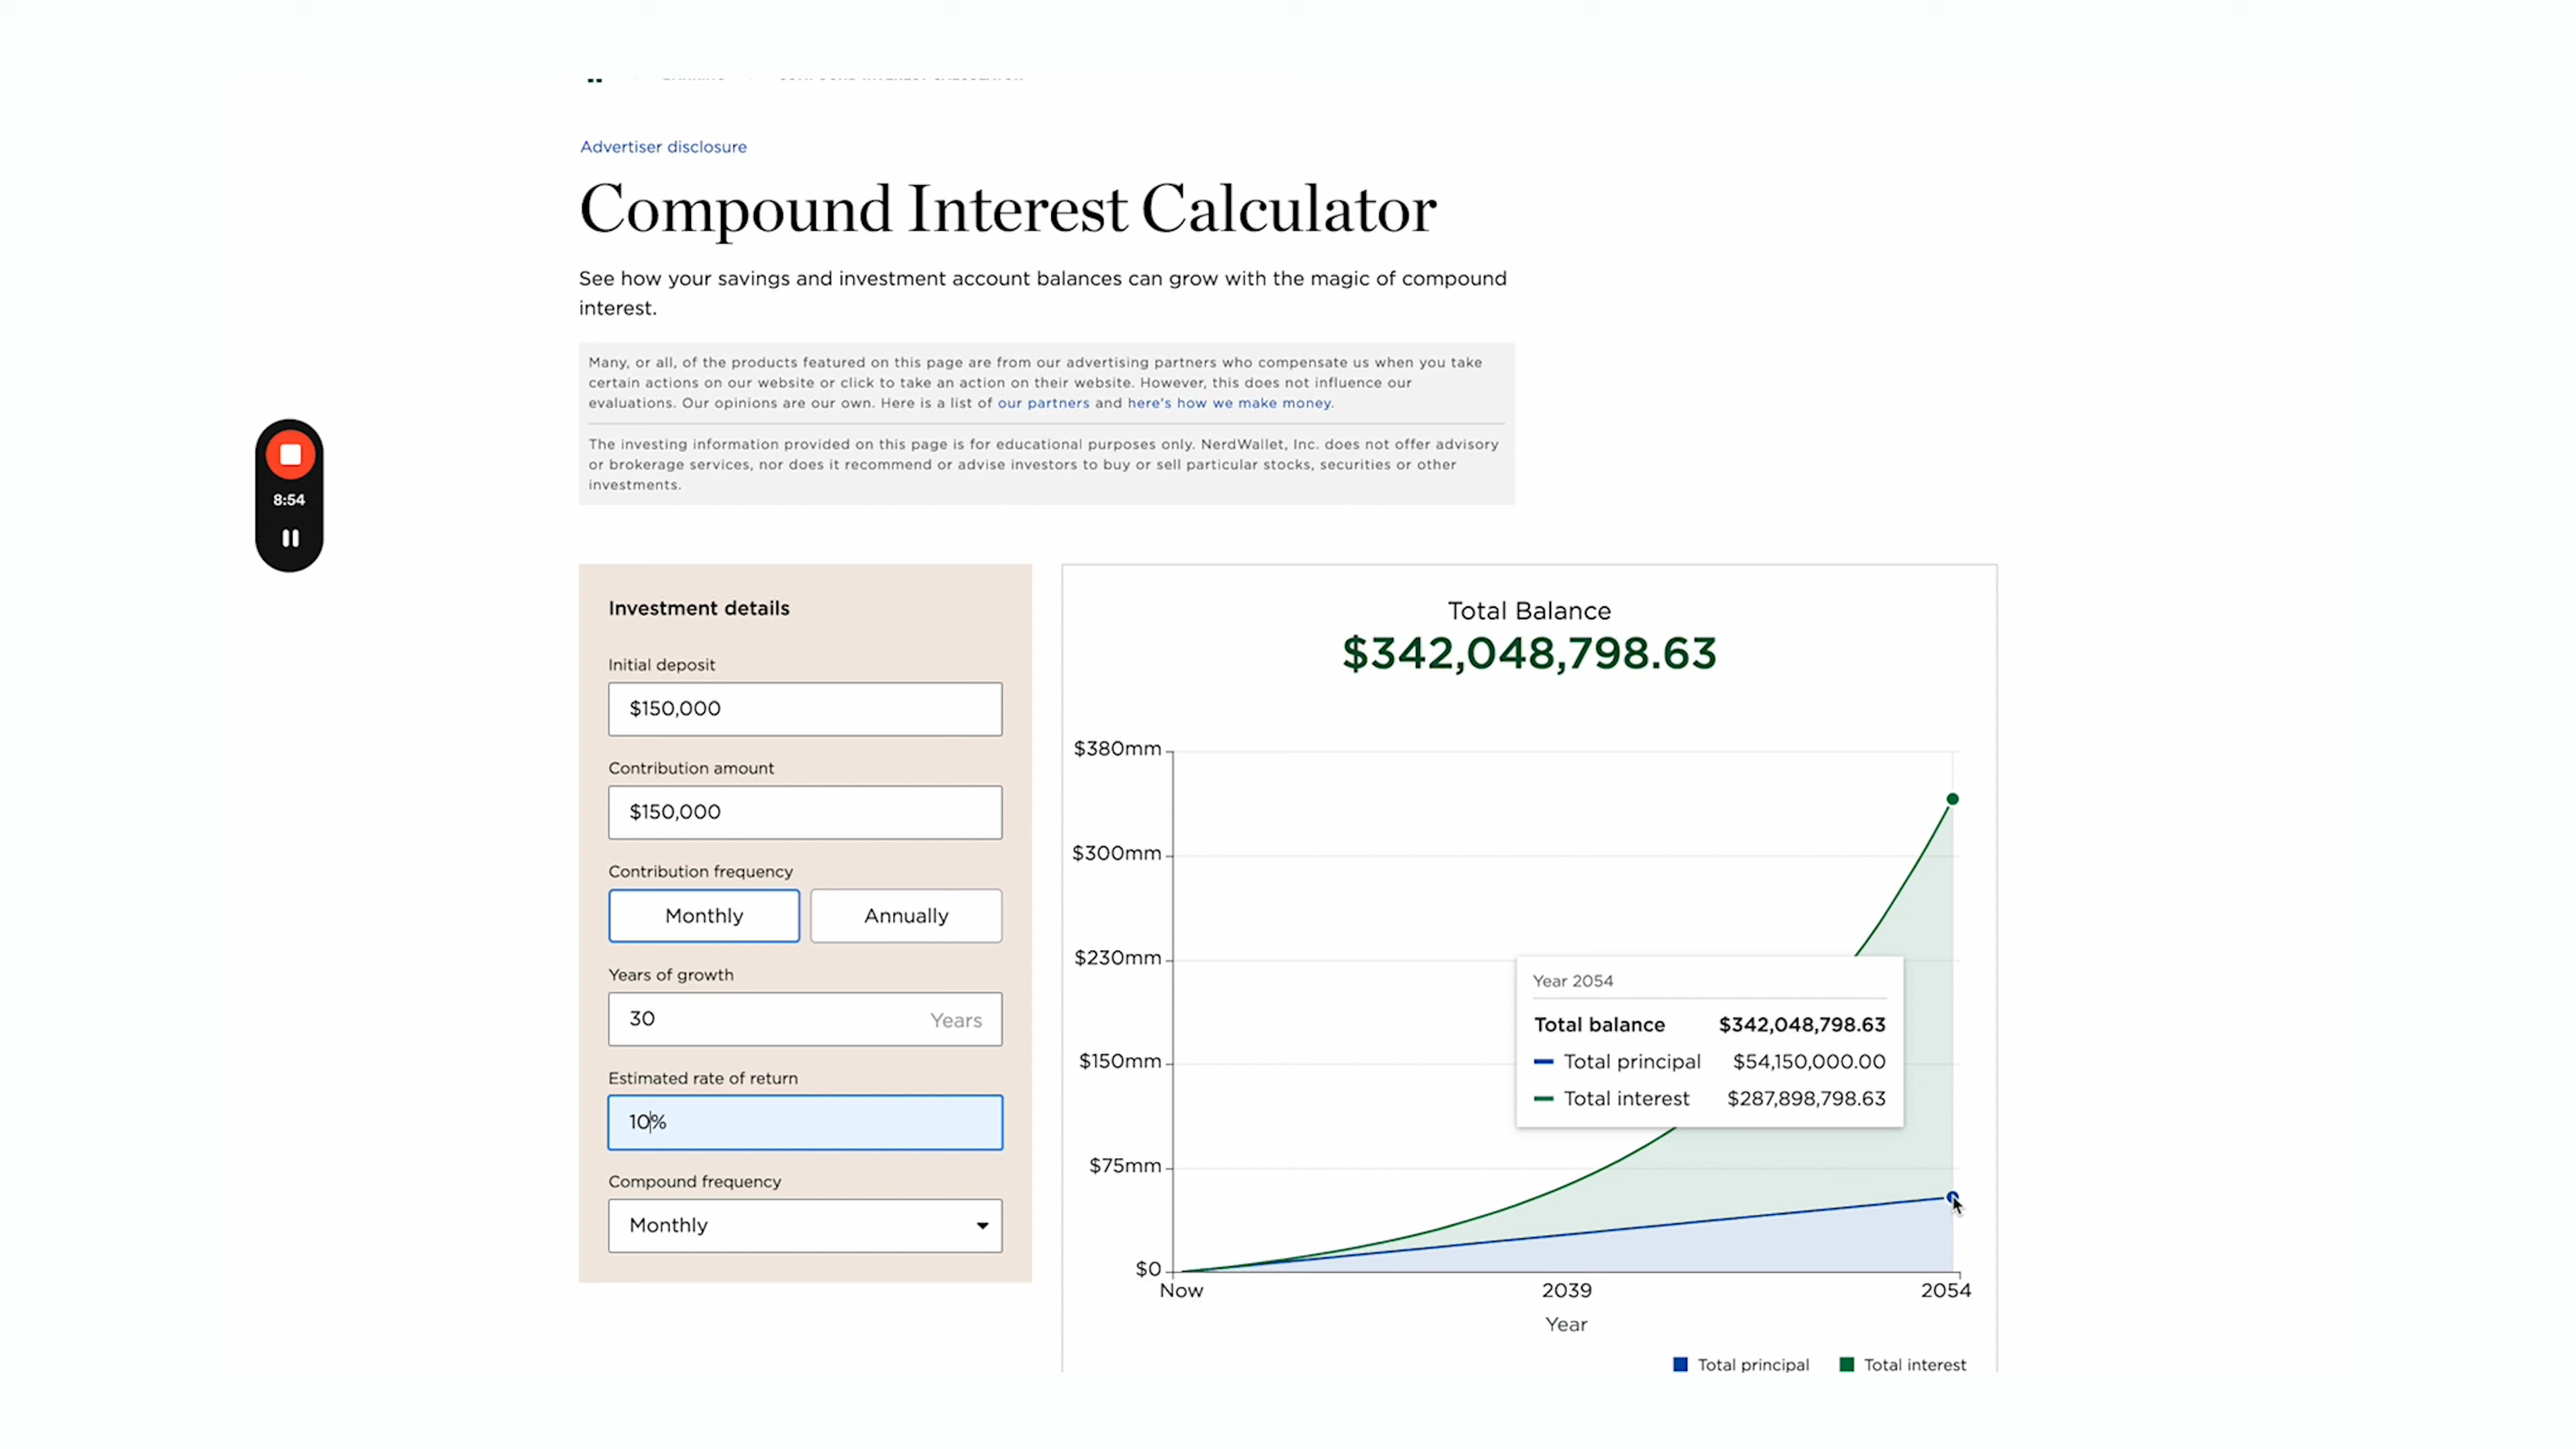 Advertiser disclosure
Compound Interest Calculator
See how your savings and investment account balances can grow with the magic of compound
interest.
Many, or all, of the products featured on this page are from our advertising partners who compensate us when you take
certain actions on our website or click to take an action on their website. However, this does not influence our
evaluations. Our opinions are our own. Here is a list of our partners and here's how we make money.
The investing information provided on this page is for educational purposes only. NerdWallet, Inc. does not offer advisory
or brokerage services, nor does it recommend or advise investors to buy or sell particular stocks, securities or other
investments.
8:54
Investment details
Initial deposit
$150,000
Contribution amount
$150,000
Contribution frequency
Monthly Annually
Years of growth
30 Years
Estimated rate of return
10%
Compound frequency
Monthly
Total Balance
$342,048,798.63
$380mm
$300mm
$230mm
$150mm
$75mm
$0
Year 2054
Total balance $342,048,798.63
Total principal $54,150,000.00
Total interest $287,898,798.63
Now 2039 2054
Year
Total principal Total interest